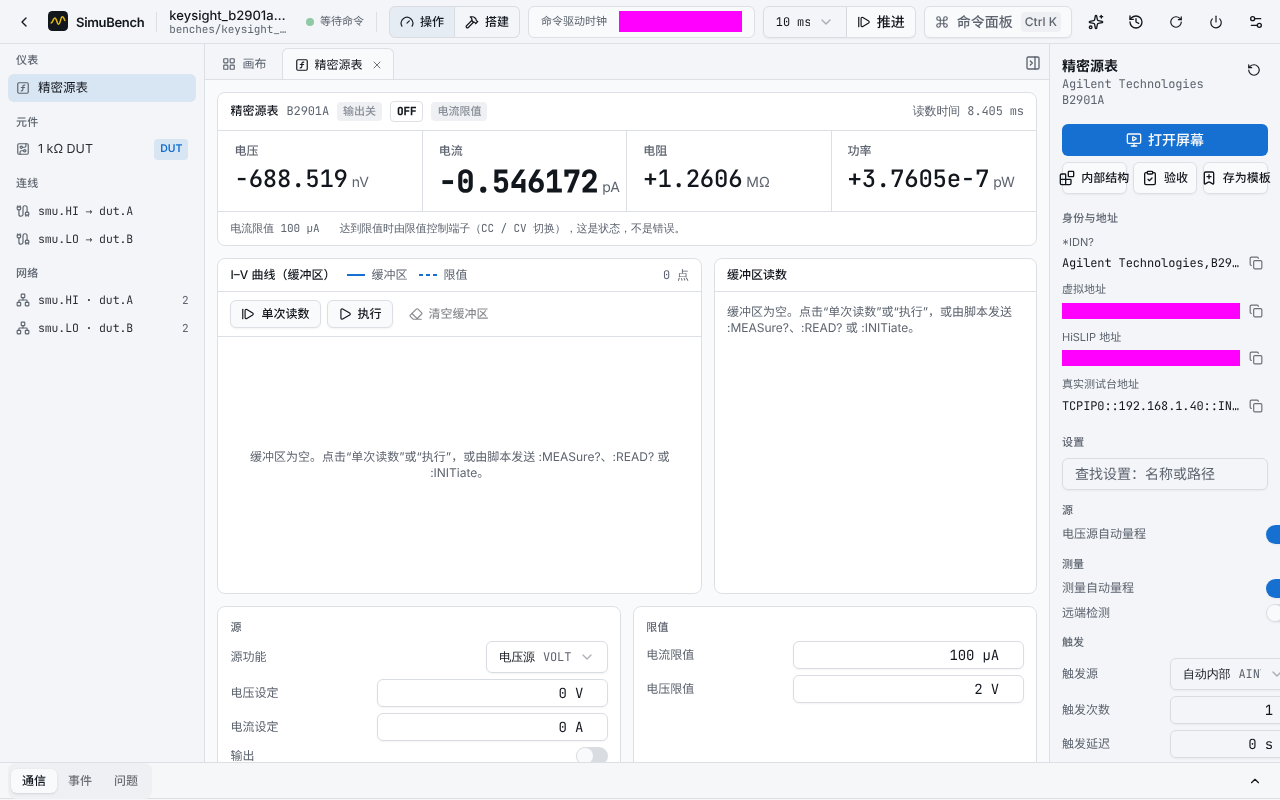 SimuBench
keysight_b2901a...
benches/keysight_...
等待命令
操作
搭建
命令驱动时钟
10 ms
推进
命令面板
Ctrl K
仪表
精密源表
元件
1 kΩ DUT
DUT
连线
smu.HI → dut.A
smu.LO → dut.B
网络
smu.HI · dut.A
2
smu.LO · dut.B
2
画布
精密源表
精密源表
B2901A
输出关
OFF
电流限值
读数时间 8.405 ms
电压
-688.519 nV
电流
-0.546172 pA
电阻
+1.2606 MΩ
功率
+3.7605e-7 pW
电流限值 100 µA
达到限值时由限值控制端子（CC / CV 切换），这是状态，不是错误。
I–V 曲线（缓冲区）
缓冲区
限值
0 点
单次读数
执行
清空缓冲区
缓冲区为空。点击“单次读数”或“执行”，或由脚本发送 :MEASure?、:READ? 或
:INITiate。
缓冲区读数
缓冲区为空。点击“单次读数”或“执行”，或由脚本发送
:MEASure?、:READ? 或 :INITiate。
源
源功能
电压源 VOLT
电压设定
0 V
电流设定
0 A
输出
限值
电流限值
100 µA
电压限值
2 V
精密源表
Agilent Technologies
B2901A
打开屏幕
内部结构
验收
存为模板
身份与地址
*IDN?
Agilent Technologies,B29...
虚拟地址
HiSLIP 地址
真实测试台地址
TCPIP0::192.168.1.40::IN...
设置
查找设置：名称或路径
源
电压源自动量程
测量
测量自动量程
远端检测
触发
触发源
自动内部 AIN
触发次数
1
触发延迟
0 s
通信
事件
问题